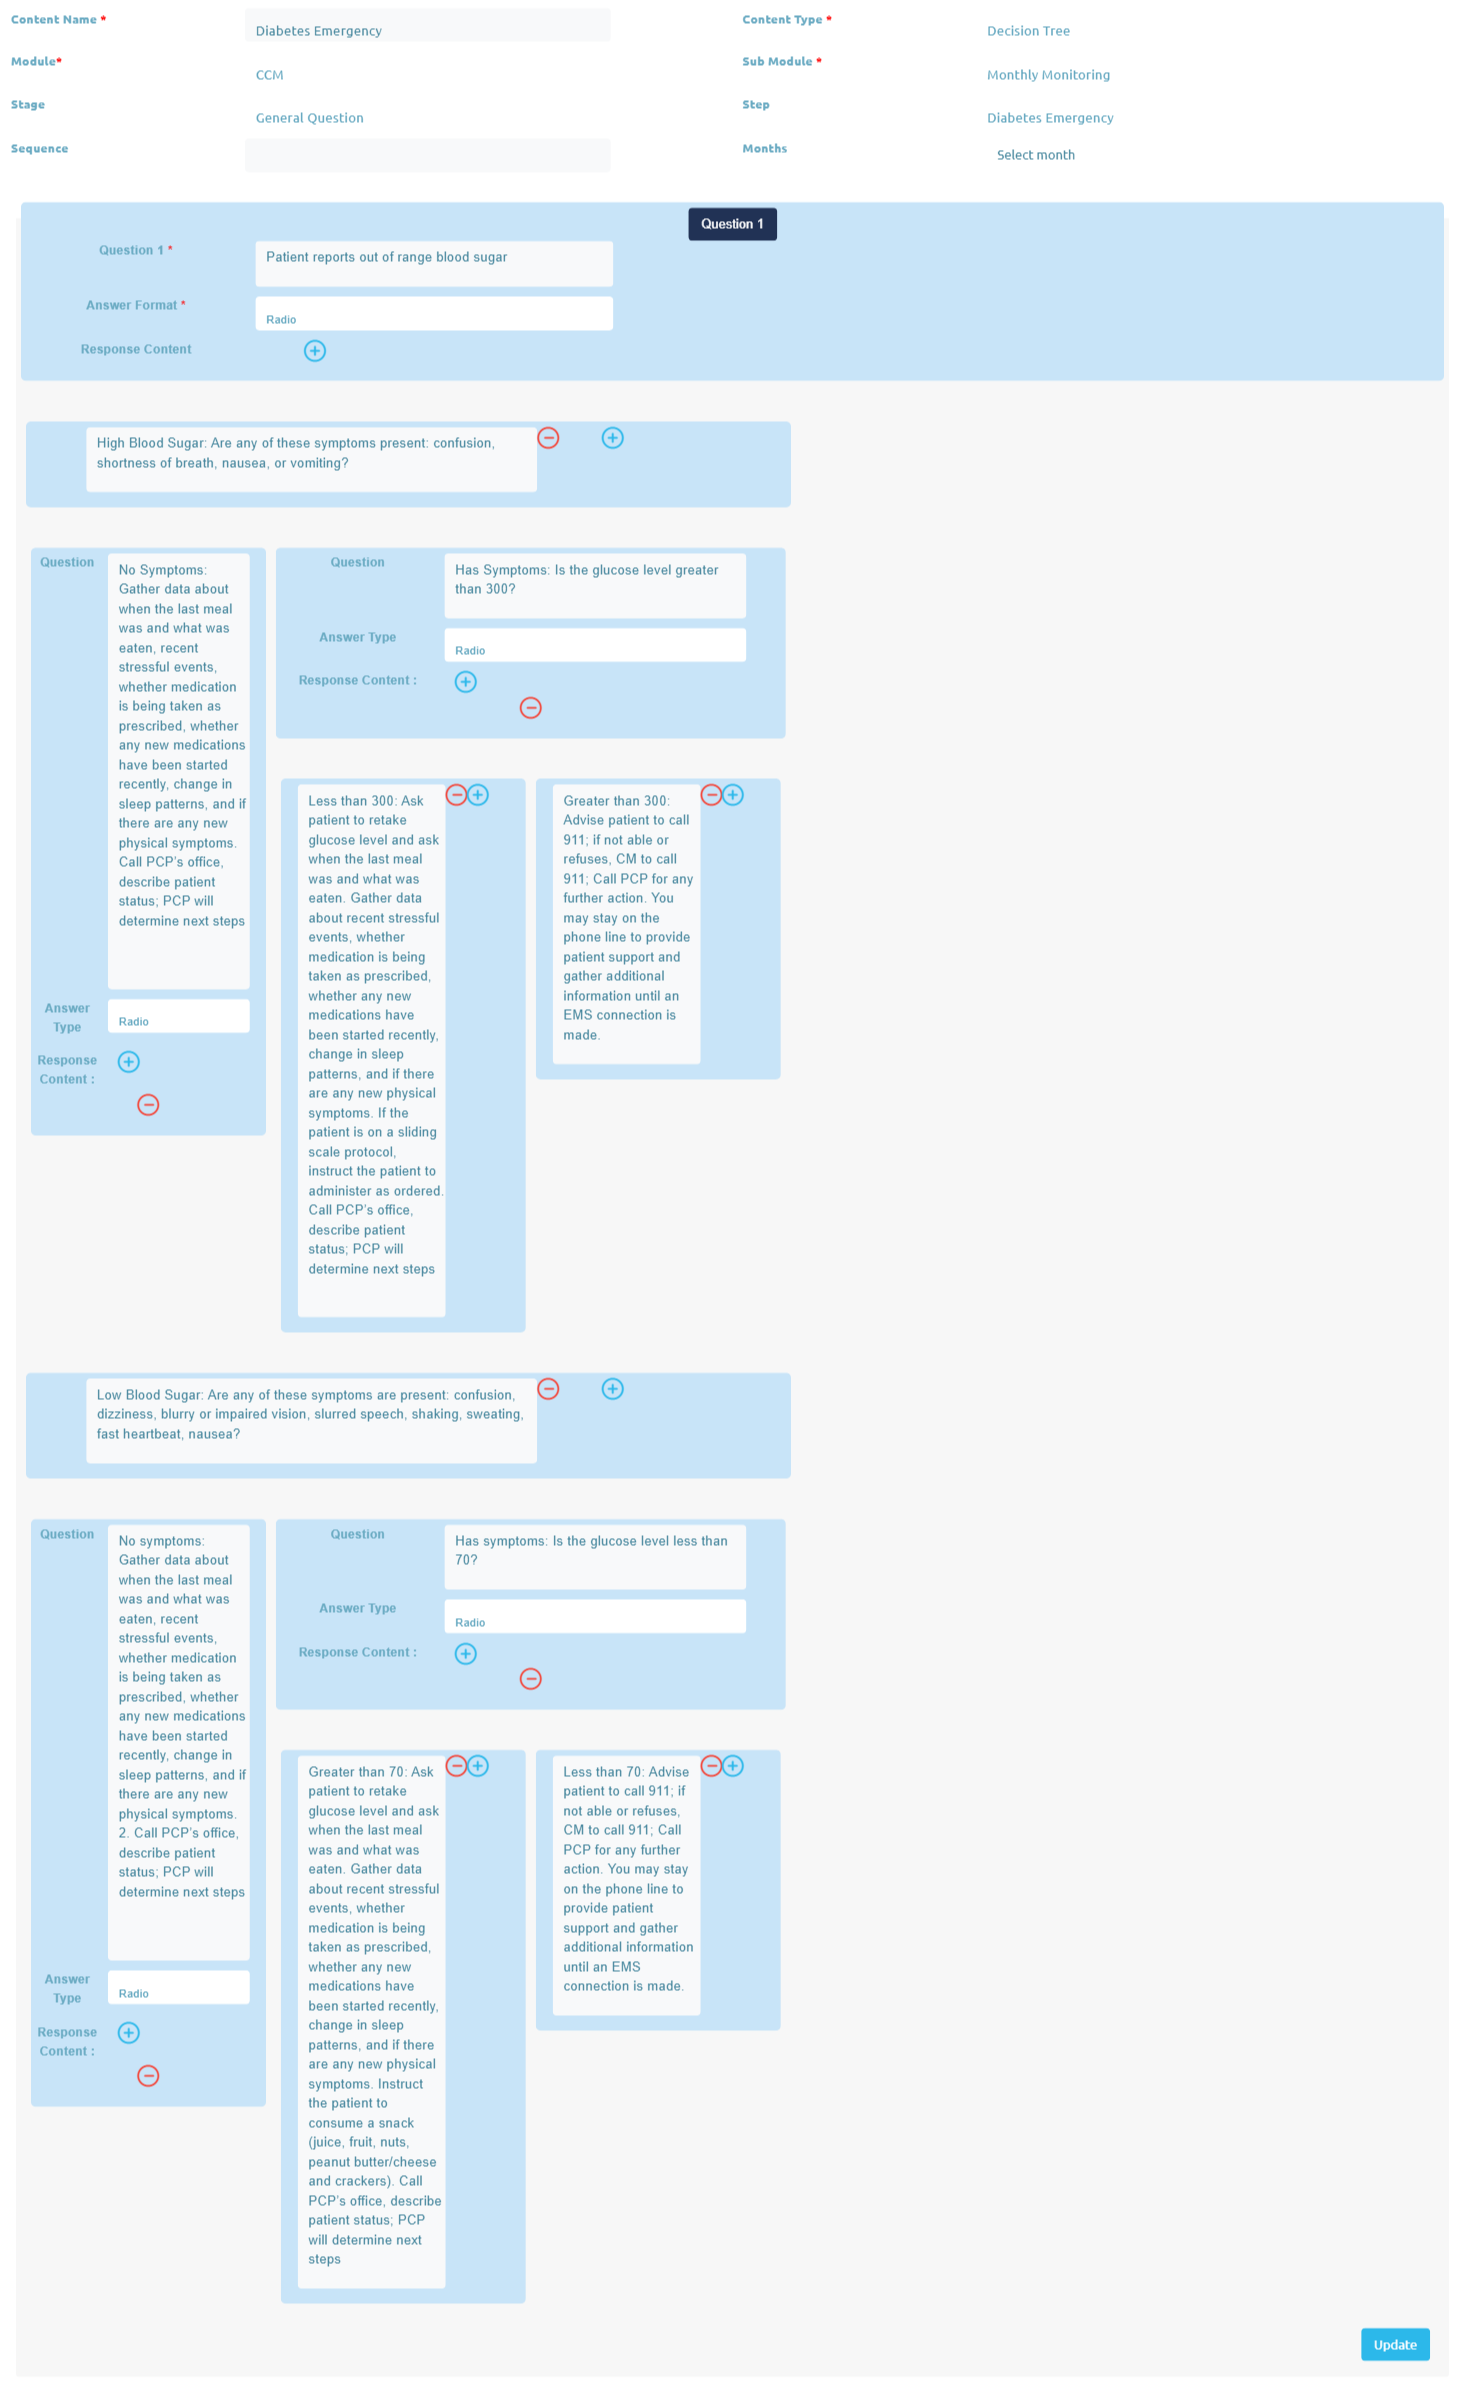 Content Name *
Diabetes Emergency
Content Type *
Decision Tree
Module*
CCM
Sub Module *
Monthly Monitoring
Stage
General Question
Step
Diabetes Emergency
Sequence
Months
Select month
Question 1
Question 1 *
Patient reports out of range blood sugar
Answer Format *
Radio
Response Content
High Blood Sugar: Are any of these symptoms present: confusion,
shortness of breath, nausea, or vomiting?
Question
No Symptoms:
Gather data about
when the last meal
was and what was
eaten, recent
stressful events,
whether medication
is being taken as
prescribed, whether
any new medications
have been started
recently, change in
sleep patterns, and if
there are any new
physical symptoms.
Call PCP's office,
describe patient
status; PCP will
determine next steps
Answer
Type
Radio
Response
Content :
Question
Has Symptoms: Is the glucose level greater
than 300?
Answer Type
Radio
Response Content :
Less than 300: Ask
patient to retake
glucose level and ask
when the last meal
was and what was
eaten. Gather data
about recent stressful
events, whether
medication is being
taken as prescribed,
whether any new
medications have
been started recently,
change in sleep
patterns, and if there
are any new physical
symptoms. If the
patient is on a sliding
scale protocol,
instruct the patient to
administer as ordered.
Call PCP's office,
describe patient
status; PCP will
determine next steps
Greater than 300:
Advise patient to call
911; if not able or
refuses, CM to call
911; Call PCP for any
further action. You
may stay on the
phone line to provide
patient support and
gather additional
information until an
EMS connection is
made.
Low Blood Sugar: Are any of these symptoms are present: confusion,
dizziness, blurry or impaired vision, slurred speech, shaking, sweating,
fast heartbeat, nausea?
Question
No symptoms:
Gather data about
when the last meal
was and what was
eaten, recent
stressful events,
whether medication
is being taken as
prescribed, whether
any new medications
have been started
recently, change in
sleep patterns, and if
there are any new
physical symptoms.
2. Call PCP's office,
describe patient
status; PCP will
determine next steps
Answer
Type
Radio
Response
Content :
Question
Has symptoms: Is the glucose level less than
70?
Answer Type
Radio
Response Content :
Greater than 70: Ask
patient to retake
glucose level and ask
when the last meal
was and what was
eaten. Gather data
about recent stressful
events, whether
medication is being
taken as prescribed,
whether any new
medications have
been started recently,
change in sleep
patterns, and if there
are any new physical
symptoms. Instruct
the patient to
consume a snack
(juice, fruit, nuts,
peanut butter/cheese
and crackers). Call
PCP's office, describe
patient status; PCP
will determine next
steps
Less than 70: Advise
patient to call 911; if
not able or refuses,
CM to call 911; Call
PCP for any further
action. You may stay
on the phone line to
provide patient
support and gather
additional information
until an EMS
connection is made.
Update